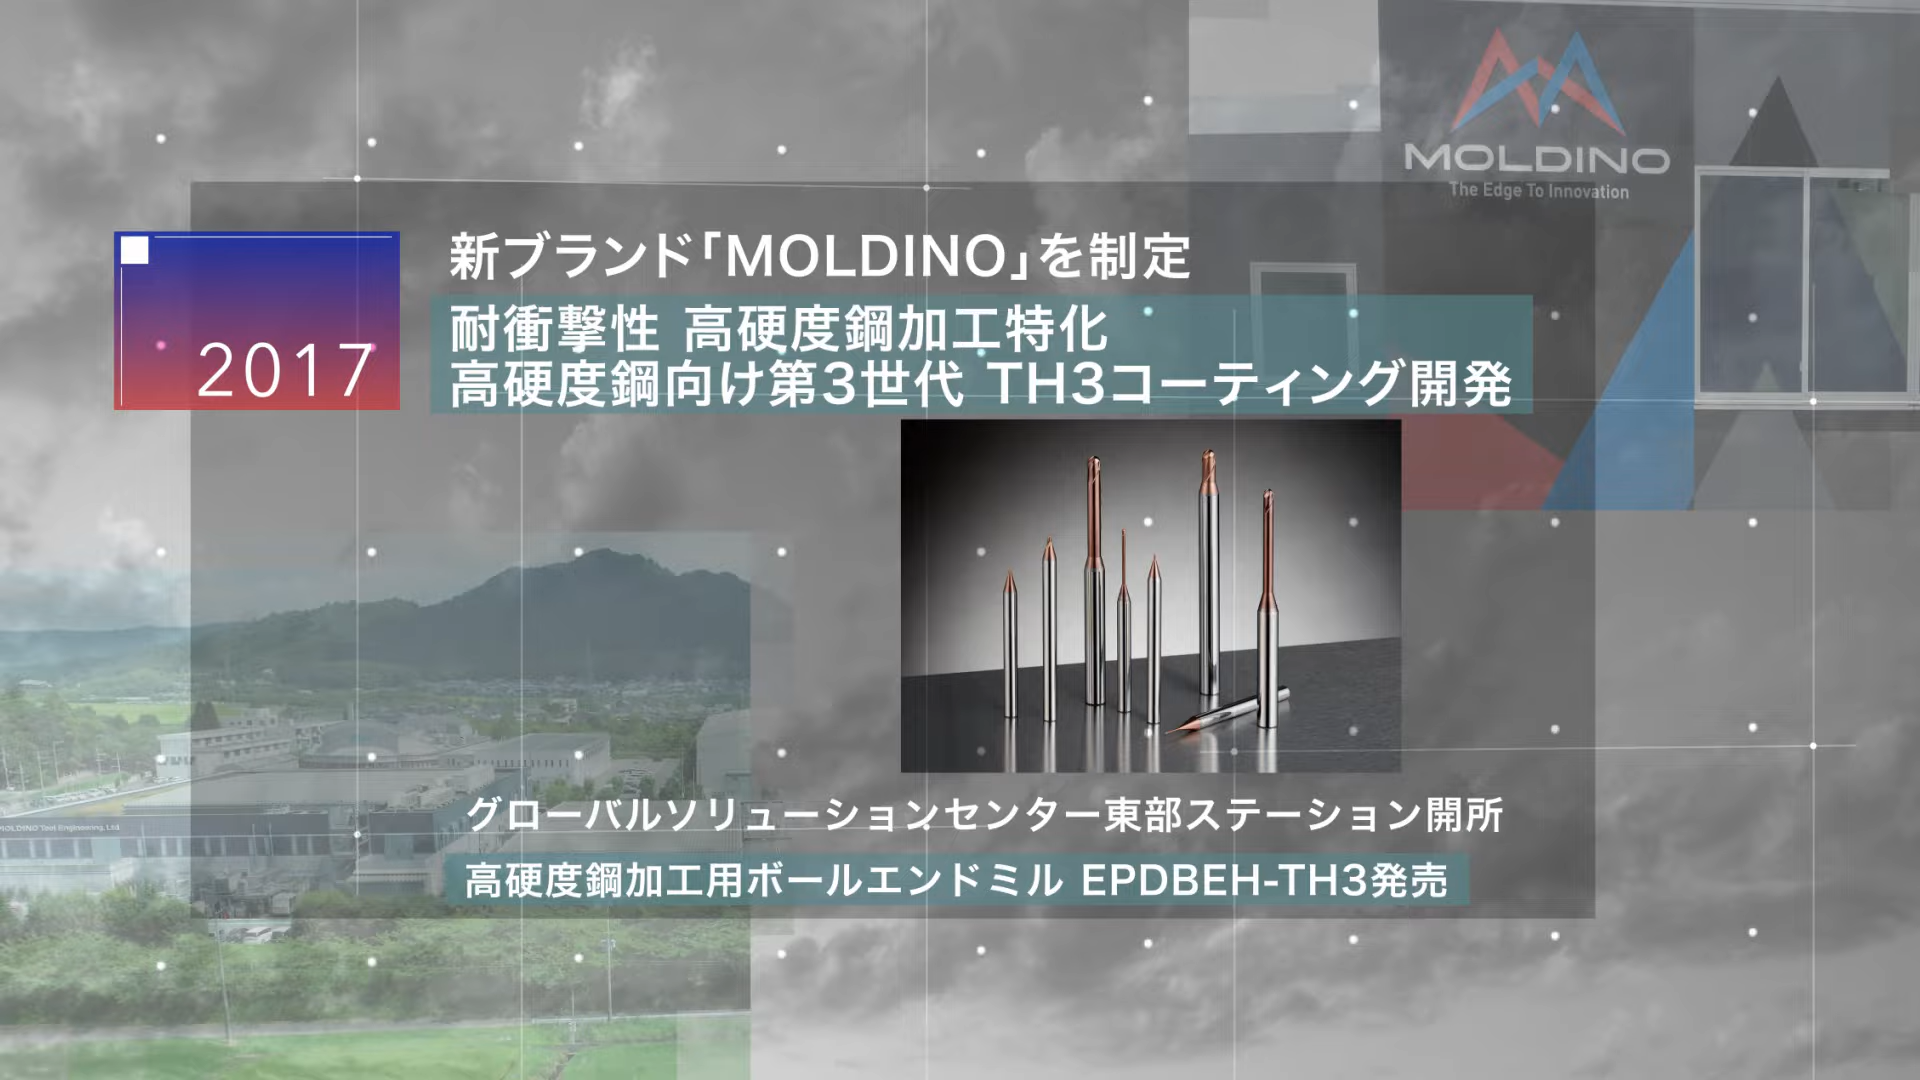 MOLDINO
The Edge To Innovation
2017
新ブランド「MOLDINO」を制定
耐衝撃性 高硬度鋼加工特化
高硬度鋼向け第3世代 TH3コーティング開発
MOLDINO Tool Engineering, Ltd.
グローバルソリューションセンター東部ステーション開所
高硬度鋼加工用ボールエンドミル EPDBEH-TH3発売